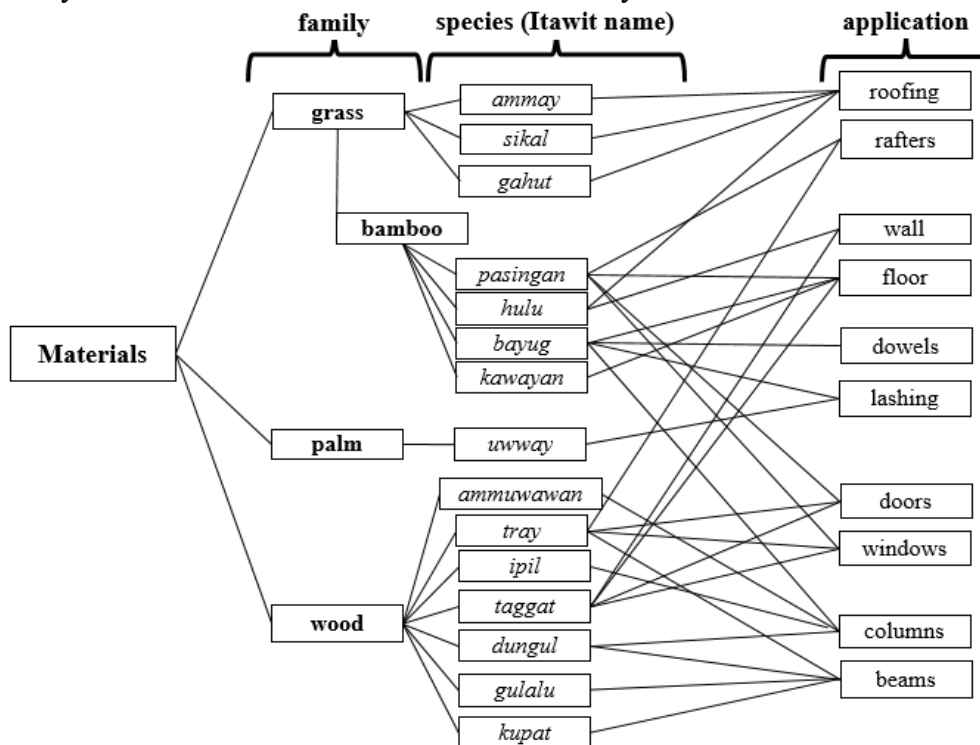 family
species (Itawit name)
application
grass
ammay
sikal
gahut
bamboo
pasingan
hulu
bayug
kawayan
Materials
palm
uwway
wood
ammuwawan
tray
ipil
taggat
dungul
gulalu
kupat
roofing
rafters
wall
floor
dowels
lashing
doors
windows
columns
beams